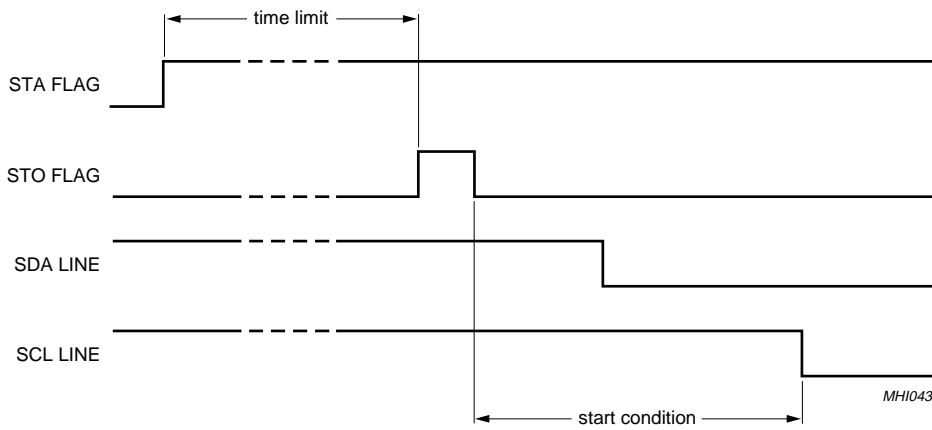 time limit
STA FLAG
STO FLAG
SDA LINE
SCL LINE
MHI043
start condition